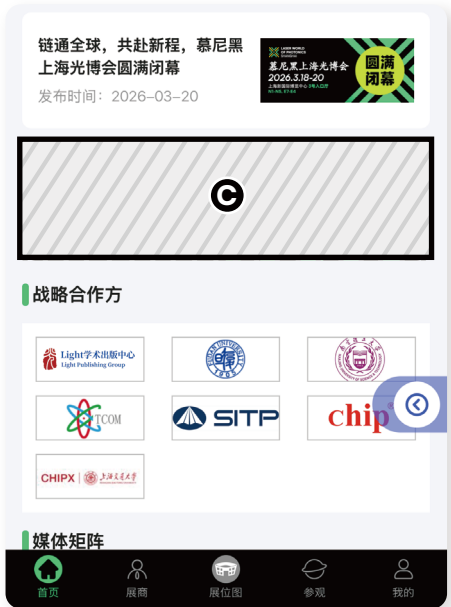 链通全球，共赴新程，慕尼黑
上海光博会圆满闭幕
发布时间：2026-03-20
LASER WORLD
OF PHOTONICS
慕尼黑上海光博会
2026.3.18-20
圆满
闭幕
C
战略合作方
Light学术出版中心
Light Publishing Group
TCOM
SITP
chip
CHIPX
上海交通大学
媒体矩阵
首页
展商
展位图
参观
我的